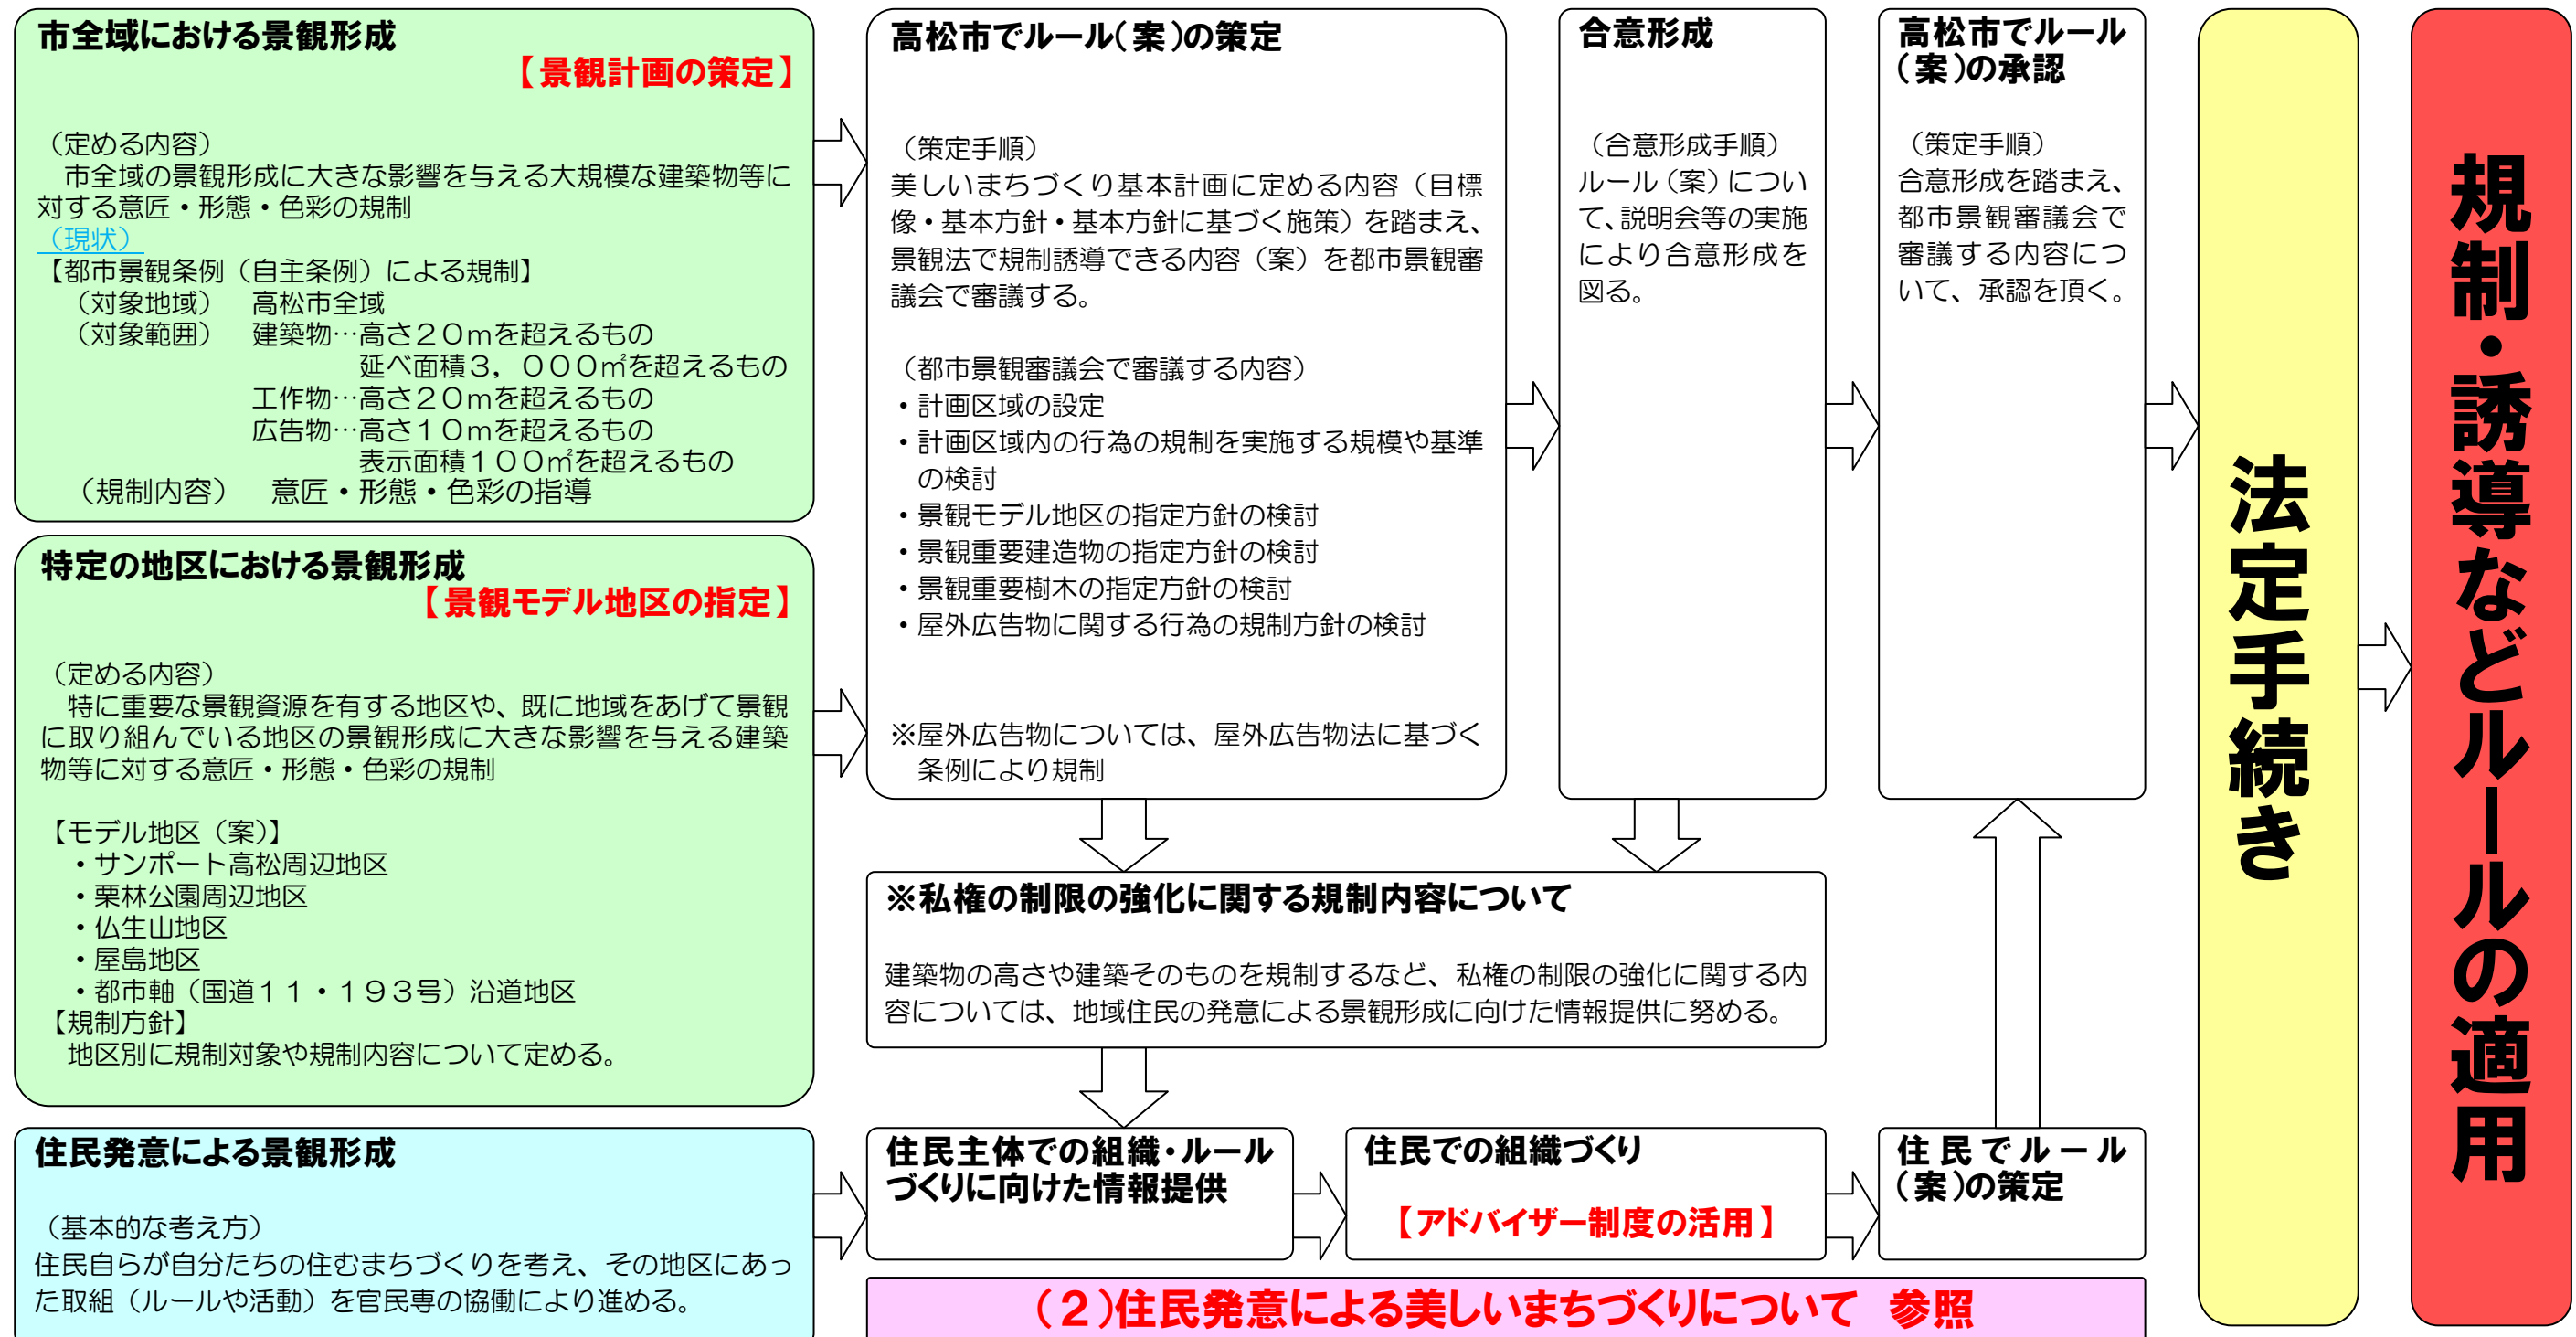 市全域における景観形成
【景観計画の策定】
（定める内容）
市全域の景観形成に大きな影響を与える大規模な建築物等に
対する意匠・形態・色彩の規制
（現状）
【都市景観条例（自主条例）による規制】
（対象地域）　高松市全域
（対象範囲）　建築物…高さ２０ｍを超えるもの
延べ面積３，０００㎡を超えるもの
工作物…高さ２０ｍを超えるもの
広告物…高さ１０ｍを超えるもの
表示面積１００㎡を超えるもの
（規制内容）　意匠・形態・色彩の指導
特定の地区における景観形成
【景観モデル地区の指定】
（定める内容）
特に重要な景観資源を有する地区や、既に地域をあげて景観
に取り組んでいる地区の景観形成に大きな影響を与える建築
物等に対する意匠・形態・色彩の規制
【モデル地区（案）】
・サンポート高松周辺地区
・栗林公園周辺地区
・仏生山地区
・屋島地区
・都市軸（国道１１・１９３号）沿道地区
【規制方針】
地区別に規制対象や規制内容について定める。
住民発意による景観形成
（基本的な考え方）
住民自らが自分たちの住むまちづくりを考え、その地区にあっ
た取組（ルールや活動）を官民専の協働により進める。
高松市でルール（案）の策定
（策定手順）
美しいまちづくり基本計画に定める内容（目標
像・基本方針・基本方針に基づく施策）を踏まえ、
景観法で規制誘導できる内容（案）を都市景観審
議会で審議する。
（都市景観審議会で審議する内容）
・計画区域の設定
・計画区域内の行為の規制を実施する規模や基準
の検討
・景観モデル地区の指定方針の検討
・景観重要建造物の指定方針の検討
・景観重要樹木の指定方針の検討
・屋外広告物に関する行為の規制方針の検討
※屋外広告物については、屋外広告物法に基づく
条例により規制
合意形成
（合意形成手順）
ルール（案）につい
て、説明会等の実施
により合意形成を
図る。
高松市でルール
（案）の承認
（策定手順）
合意形成を踏まえ、
都市景観審議会で
審議する内容につ
いて、承認を頂く。
※私権の制限の強化に関する規制内容について
建築物の高さや建築そのものを規制するなど、私権の制限の強化に関する内
容については、地域住民の発意による景観形成に向けた情報提供に努める。
住民主体での組織・ルール
づくりに向けた情報提供
住民での組織づくり
【アドバイザー制度の活用】
住民でルール
（案）の策定
（２）住民発意による美しいまちづくりについて　参照
法定手続き
規制・誘導などルールの適用